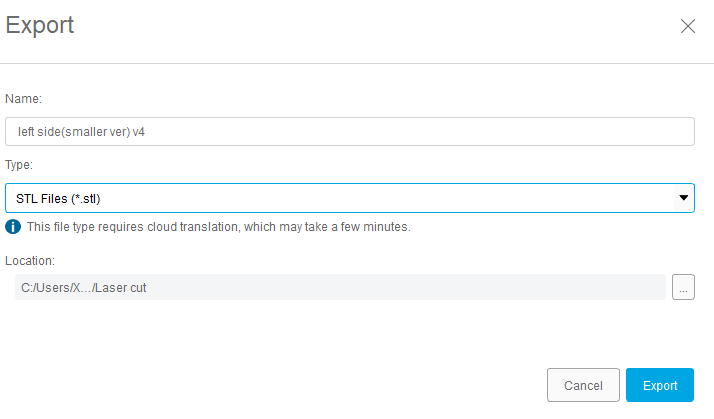 Export
Name:
left side(smaller ver) v4
Type:
STL Files (*.stl)
This file type requires cloud translation, which may take a few minutes.
Location:
C:/Users/X.../Laser cut
...
Cancel
Export